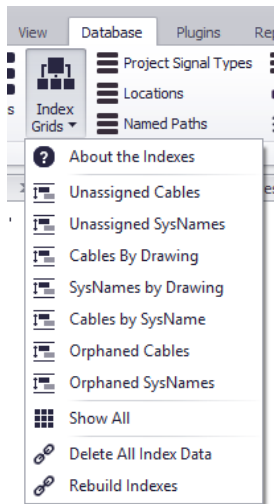 View Database Plugins Rep
Index Grids
Project Signal Types
Locations
Named Paths
About the Indexes
Unassigned Cables
Unassigned SysNames
Cables By Drawing
SysNames by Drawing
Cables by SysName
Orphaned Cables
Orphaned SysNames
Show All
Delete All Index Data
Rebuild Indexes